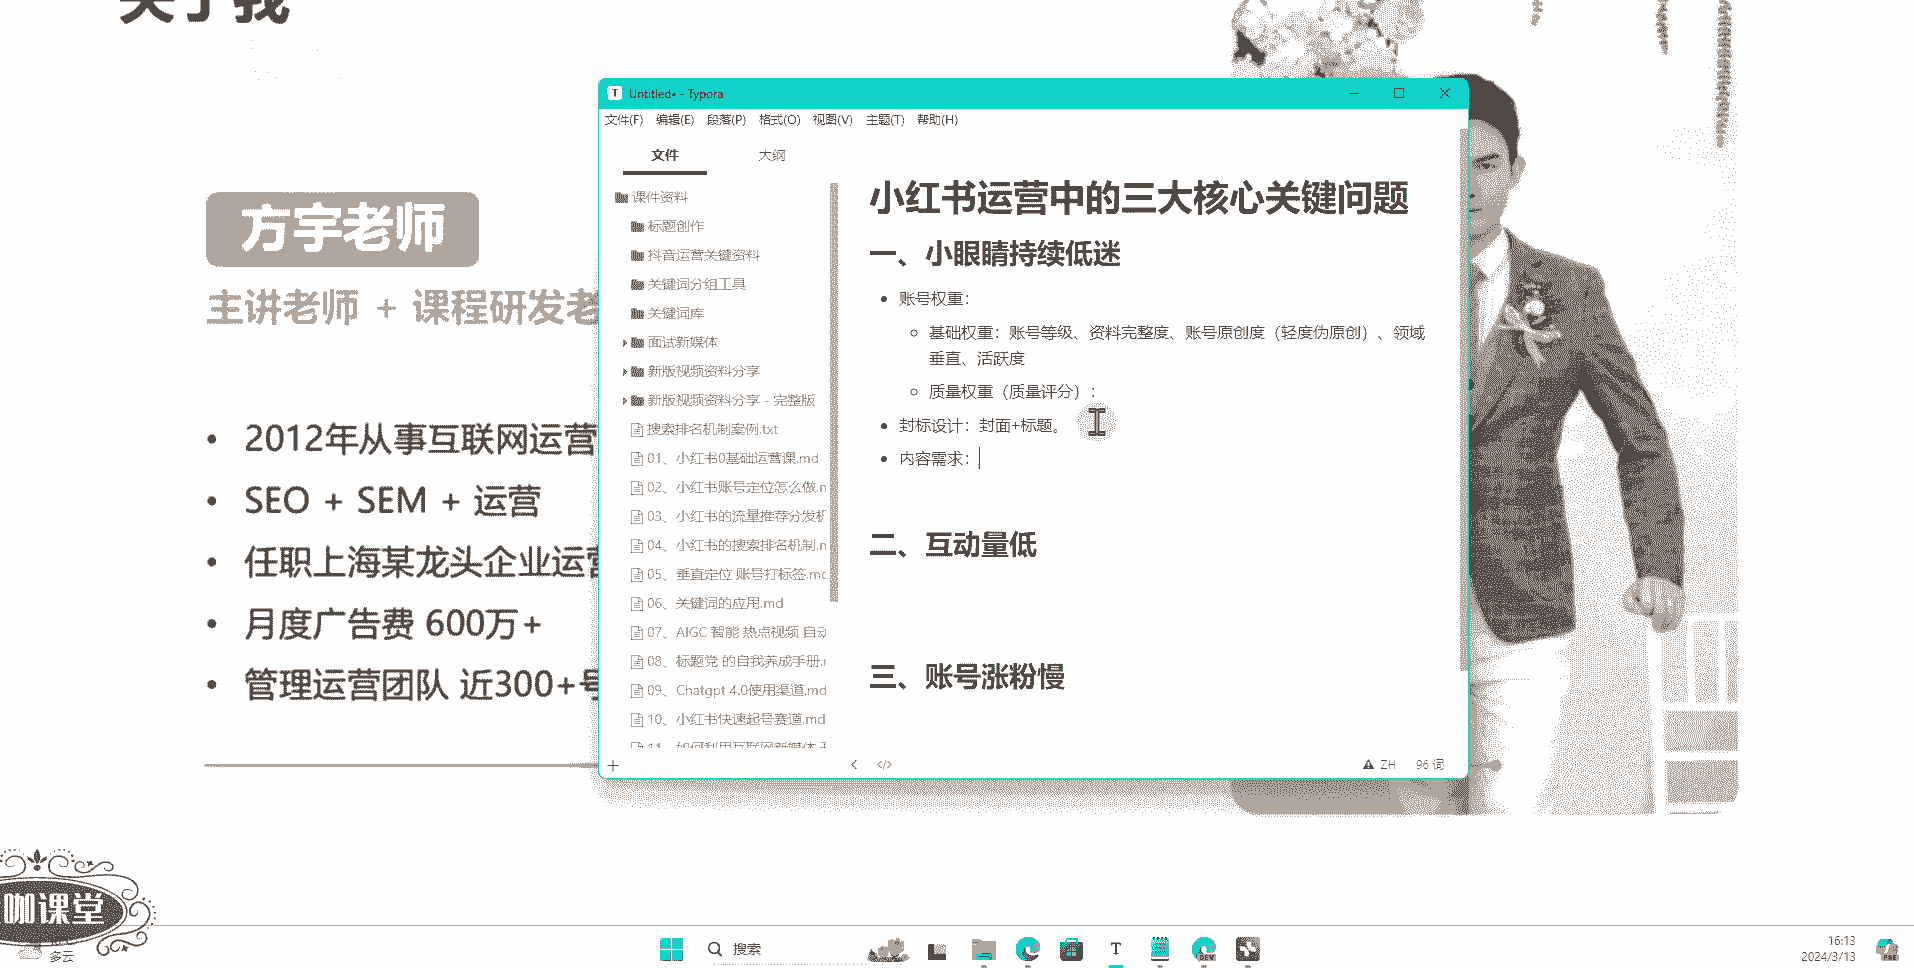 关于我
方宇老师
主讲老师 + 课程研发老
• 2012年从事互联网运营
• SEO + SEM + 运营
• 任职上海某龙头企业运营
• 月度广告费 600万+
• 管理运营团队 近300+号
T Untitled• - Typora
文件(F) 编辑(E) 段落(P) 格式(O) 视图(V) 主题(T) 帮助(H)
文件 大纲
课件资料
标题创作
抖音运营关键资料
关键词分组工具
关键词库
面试新媒体
新版视频资料分享
新版视频资料分享 - 完整版
搜索排名机制案例.txt
01、小红书0基础运营课.md
02、小红书账号定位怎么做.n
03、小红书的流量推荐分发机
04、小红书的搜索排名机制.n
05、垂直定位 账号打标签.mc
06、关键词的应用.md
07、AIGC 智能 热点视频 自动
08、标题党 的自我养成手册.r
09、Chatgpt 4.0使用渠道.md
10、小红书快速起号赛道.md
11、如何利用互联网新媒体
小红书运营中的三大核心关键问题
一、小眼睛持续低迷
• 账号权重：
基础权重：账号等级、资料完整度、账号原创度（轻度伪原创）、领域
垂直、活跃度
质量权重（质量评分）：
• 封标设计：封面+标题。
• 内容需求：
二、互动量低
三、账号涨粉慢
ZH 96 词
咖课堂
多云
搜索
T
DEV
16:13
2024/3/13
PRE